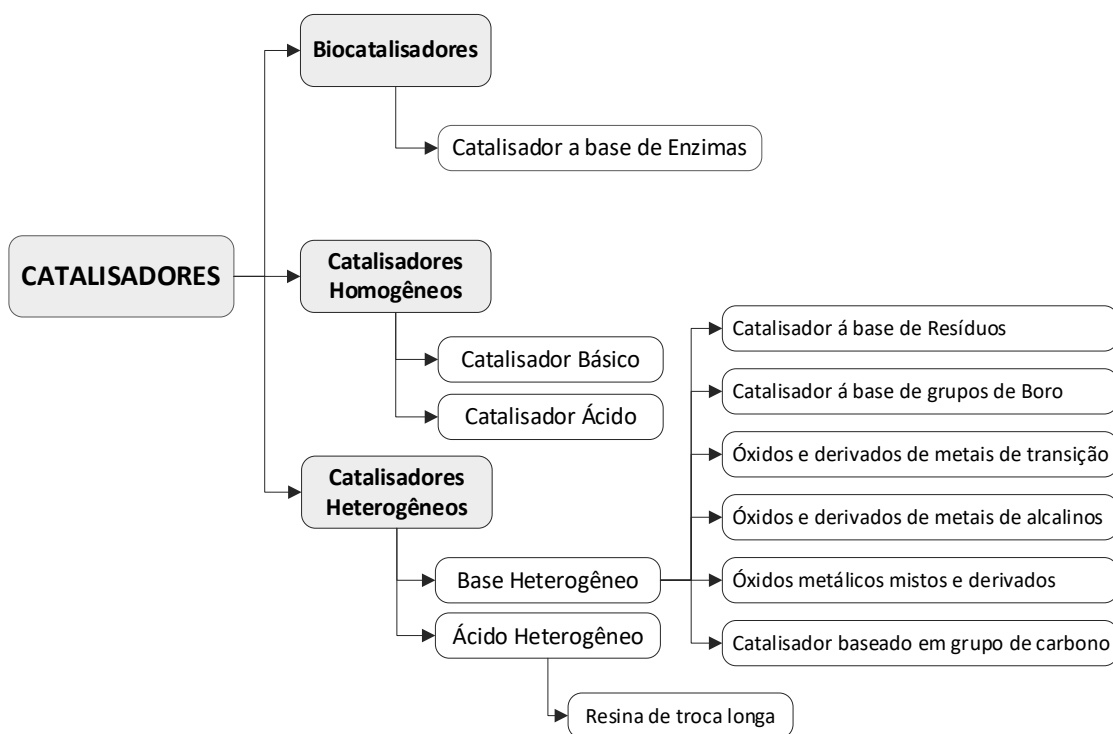 Biocatalisadores
Catalisador a base de Enzimas
CATALISADORES
Catalisadores
Homogêneos
Catalisador Básico
Catalisador Ácido
Catalisadores
Heterogêneos
Base Heterogêneo
Ácido Heterogêneo
Resina de troca longa
Catalisador á base de Resíduos
Catalisador á base de grupos de Boro
Óxidos e derivados de metais de transição
Óxidos e derivados de metais de alcalinos
Óxidos metálicos mistos e derivados
Catalisador baseado em grupo de carbono